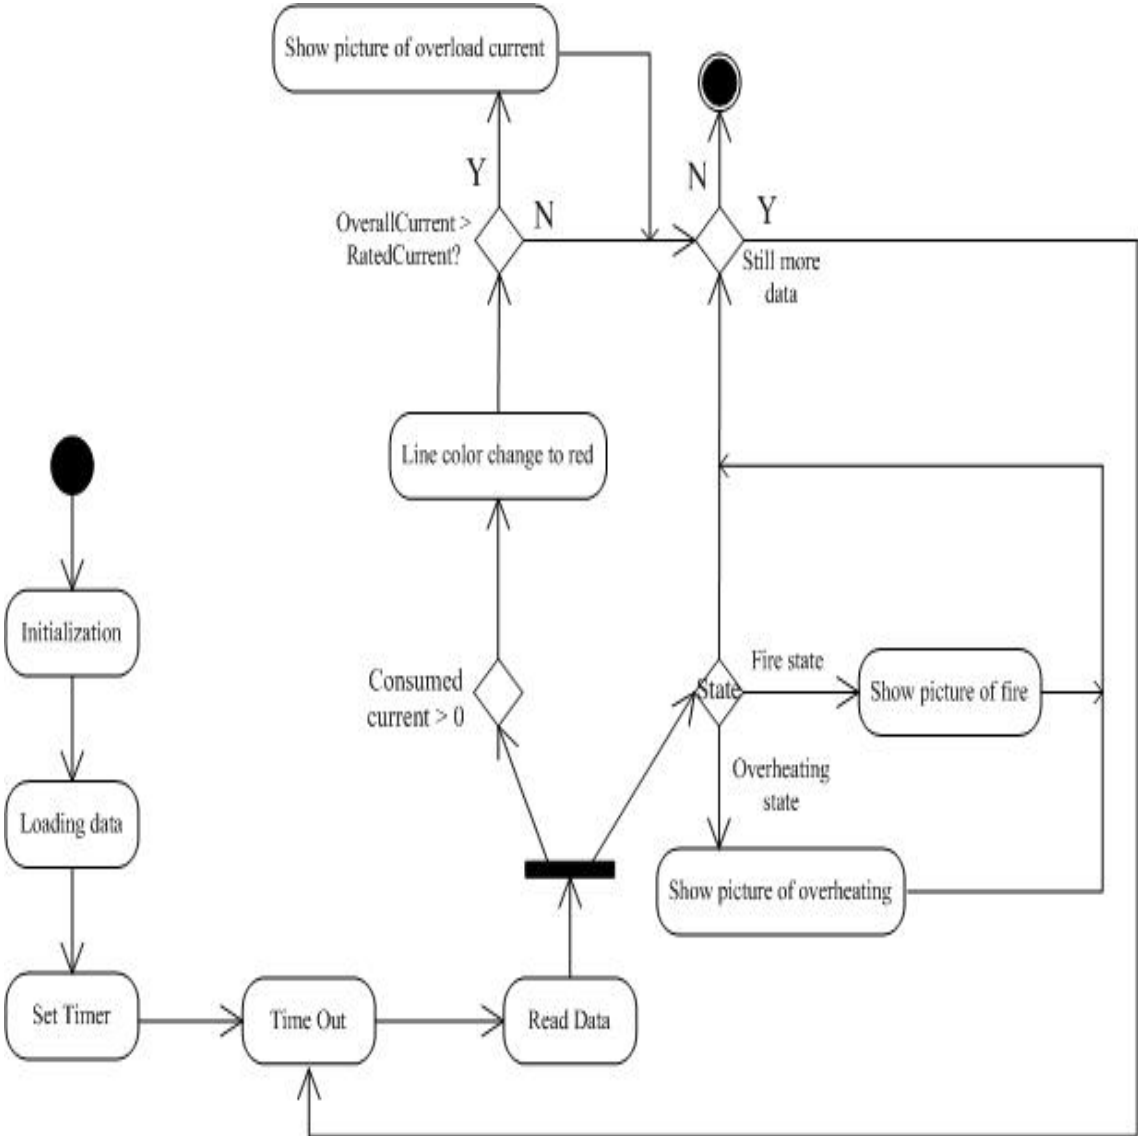 Show picture of overload current
Y
N
OverallCurrent >
RatedCurrent?
N
Y
Still more
data
Line color change to red
Initialization
Consumed
current > 0
State
Fire state
Show picture of fire
Overheating
state
Loading data
Show picture of overheating
Set Timer
Time Out
Read Data